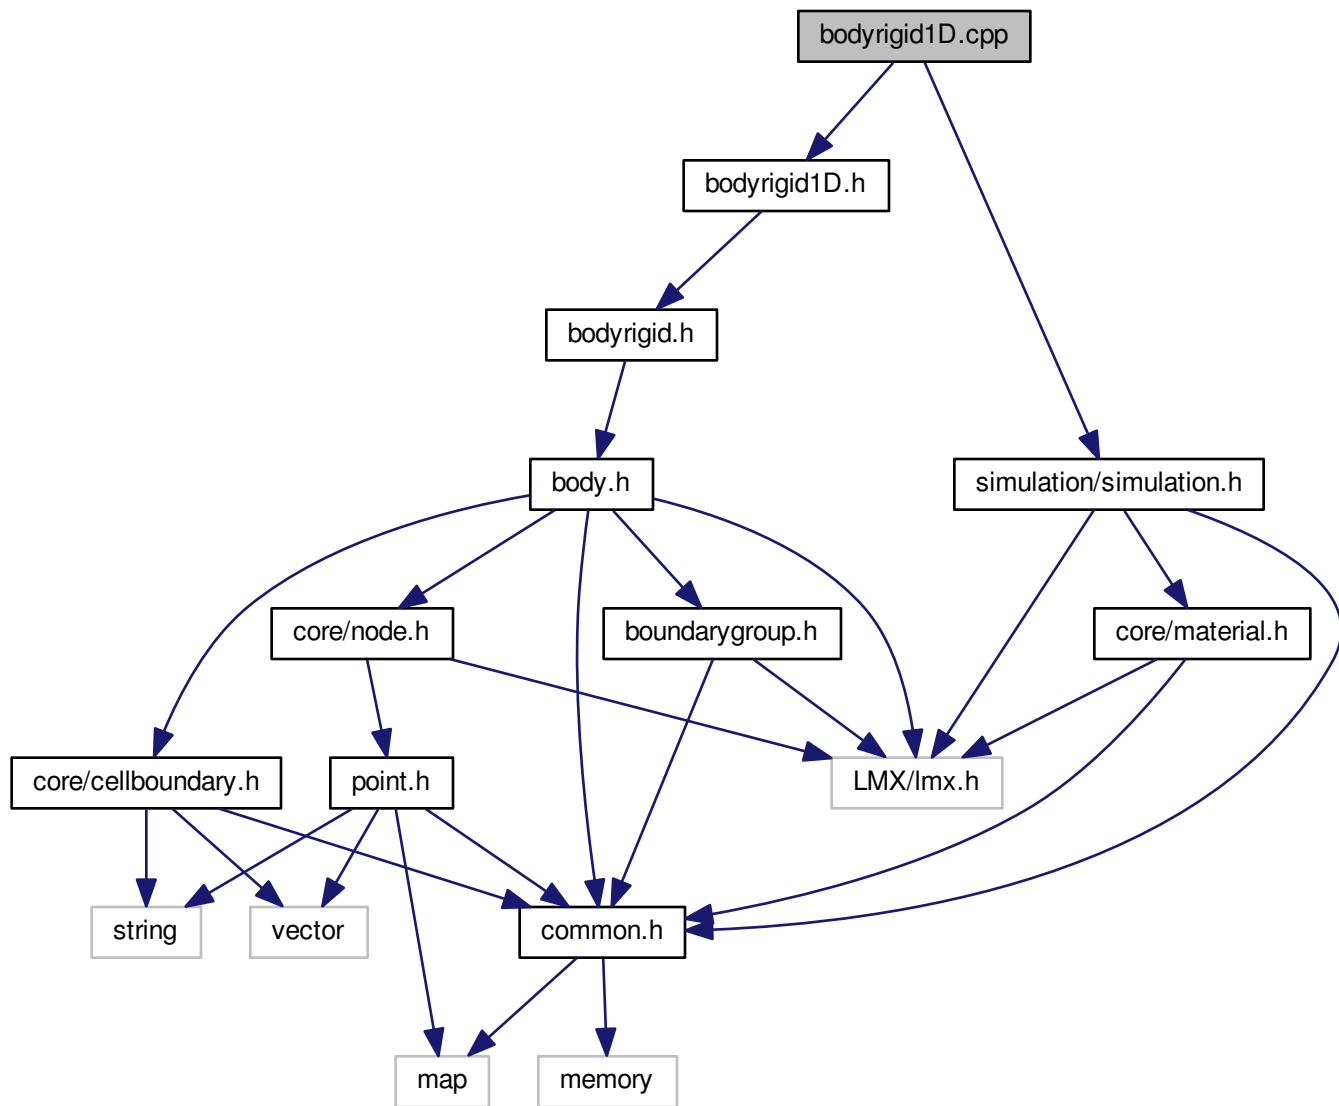 bodyrigid1D.cpp
bodyrigid1D.h
bodyrigid.h
body.h
simulation/simulation.h
core/node.h
boundarygroup.h
core/material.h
core/cellboundary.h
point.h
LMX/lmx.h
string
vector
common.h
map
memory